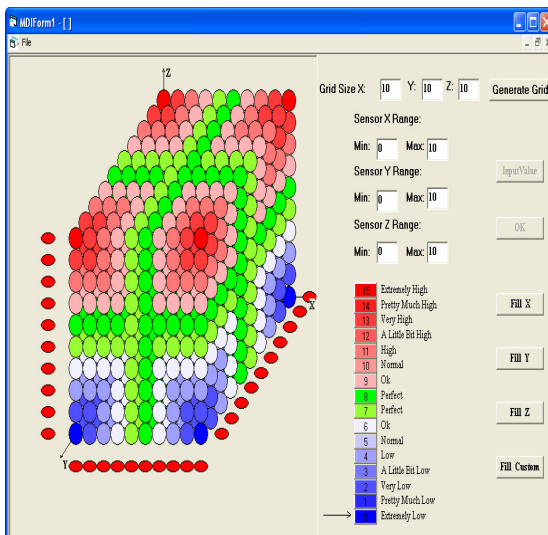 MDIForm1 - [ ]
File
Z
Grid Size X: 10 Y: 10 Z: 10 Generate Grid
Sensor X Range:
Min: 0 Max: 10
InputValue
Sensor Y Range:
Min: 0 Max: 10
OK
Sensor Z Range:
Min: 0 Max: 10
X
Y
15 Extremely High
14 Pretty Much High
13 Very High
12 A Little Bit High
11 High
10 Normal
9 Ok
8 Perfect
7 Perfect
6 Ok
5 Normal
4 Low
3 A Little Bit Low
2 Very Low
1 Pretty Much Low
0 Extremely Low
Fill X
Fill Y
Fill Z
Fill Custom